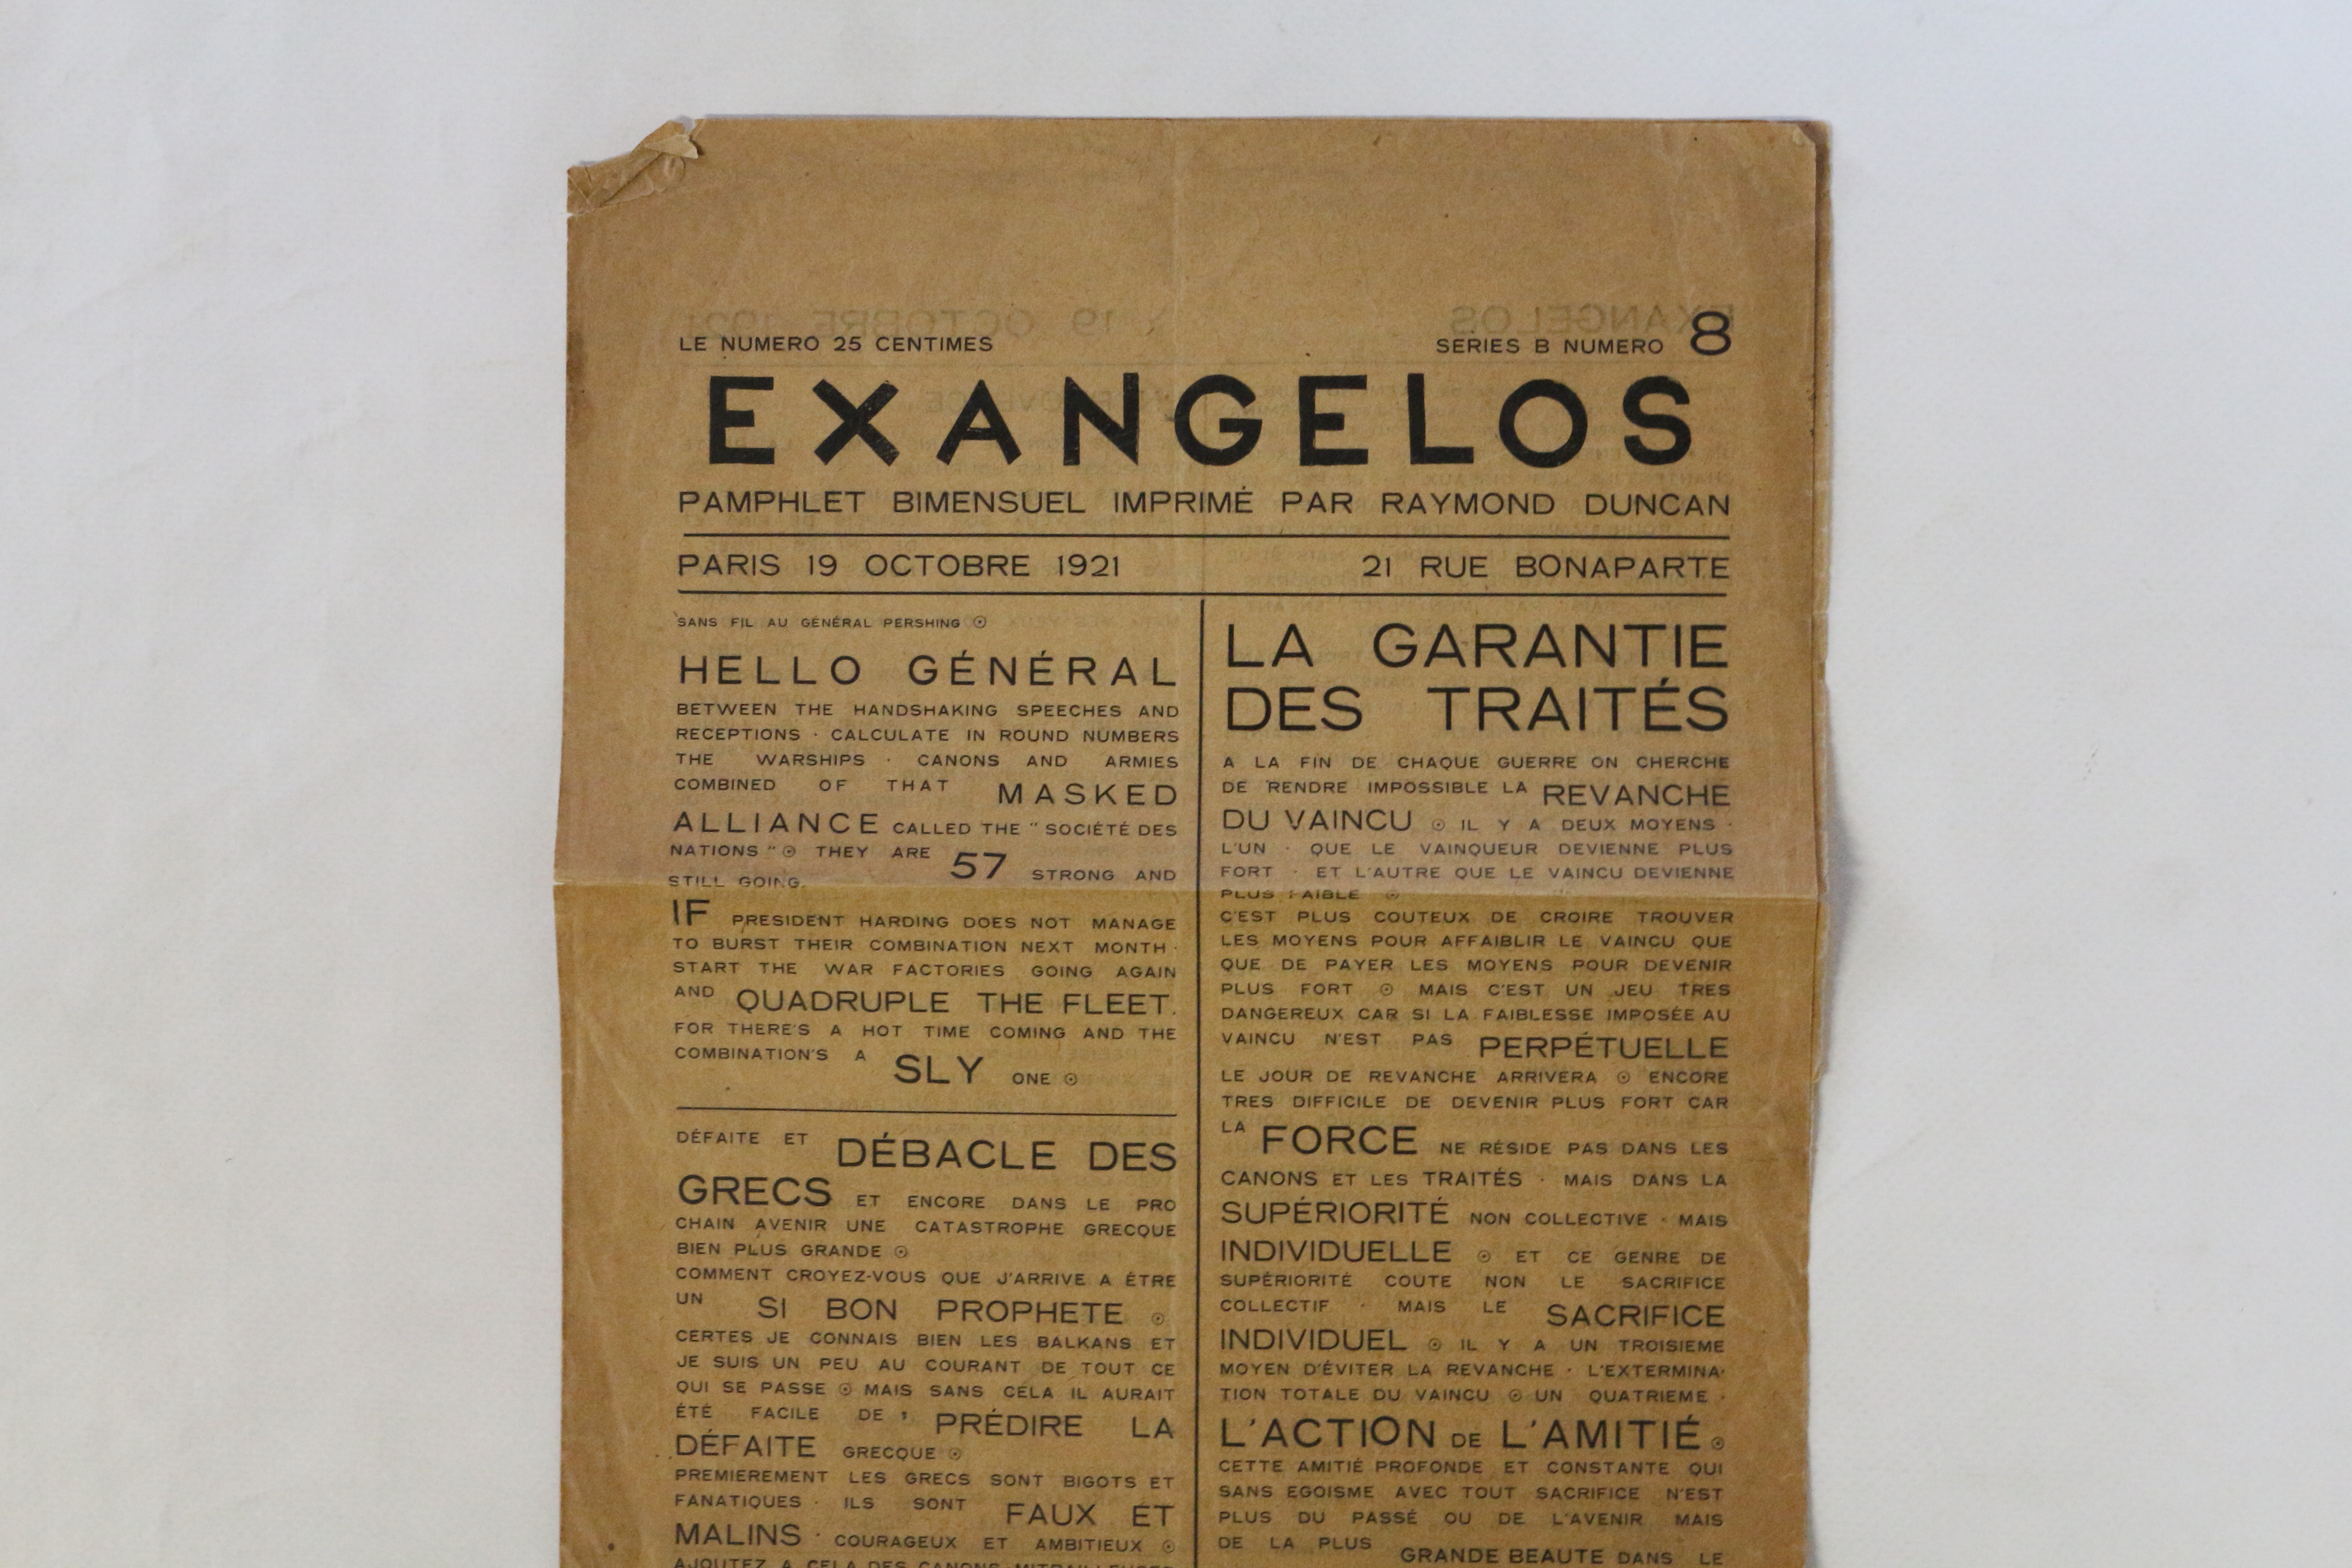 LE NUMERO 25 CENTIMES
SERIES B NUMERO 8
EXANGELOS
PAMPHLET BIMENSUEL IMPRIMÉ PAR RAYMOND DUNCAN
PARIS 19 OCTOBRE 1921
21 RUE BONAPARTE
SANS FIL AU GÉNÉRAL PERSHING ⊙
HELLO GÉNÉRAL
BETWEEN THE HANDSHAKING SPEECHES AND
RECEPTIONS · CALCULATE IN ROUND NUMBERS
THE WARSHIPS · CANONS AND ARMIES
COMBINED OF THAT MASKED
ALLIANCE CALLED THE " SOCIÉTÉ DES
NATIONS " ⊙ THEY ARE 57 STRONG AND
STILL GOING.
IF PRESIDENT HARDING DOES NOT MANAGE
TO BURST THEIR COMBINATION NEXT MONTH ·
START THE WAR FACTORIES GOING AGAIN
AND QUADRUPLE THE FLEET.
FOR THERE'S A HOT TIME COMING AND THE
COMBINATION'S A SLY ONE ⊙
DÉFAITE ET DÉBACLE DES
GRECS ET ENCORE DANS LE PRO
CHAIN AVENIR UNE CATASTROPHE GRECQUE
BIEN PLUS GRANDE ⊙
COMMENT CROYEZ-VOUS QUE J'ARRIVE A ÊTRE
UN SI BON PROPHETE ⊙
CERTES JE CONNAIS BIEN LES BALKANS ET
JE SUIS UN PEU AU COURANT DE TOUT CE
QUI SE PASSE ⊙ MAIS SANS CELA IL AURAIT
ÉTÉ FACILE DE ' PRÉDIRE LA
DÉFAITE GRECQUE ⊙
PREMIEREMENT LES GRECS SONT BIGOTS ET
FANATIQUES · ILS SONT FAUX ET
MALINS · COURAGEUX ET AMBITIEUX ⊙
AJOUTEZ A CELA DES CANONS MITRAILLEUSES
LA GARANTIE
DES TRAITÉS
A LA FIN DE CHAQUE GUERRE ON CHERCHE
DE RENDRE IMPOSSIBLE LA REVANCHE
DU VAINCU ⊙ IL Y A DEUX MOYENS ·
L'UN · QUE LE VAINQUEUR DEVIENNE PLUS
FORT · ET L'AUTRE QUE LE VAINCU DEVIENNE
PLUS FAIBLE ⊙
C'EST PLUS COUTEUX DE CROIRE TROUVER
LES MOYENS POUR AFFAIBLIR LE VAINCU QUE
QUE DE PAYER LES MOYENS POUR DEVENIR
PLUS FORT ⊙ MAIS C'EST UN JEU TRES
DANGEREUX CAR SI LA FAIBLESSE IMPOSÉE AU
VAINCU N'EST PAS PERPÉTUELLE
LE JOUR DE REVANCHE ARRIVERA ⊙ ENCORE
TRES DIFFICILE DE DEVENIR PLUS FORT CAR
LA FORCE NE RÉSIDE PAS DANS LES
CANONS ET LES TRAITÉS · MAIS DANS LA
SUPÉRIORITÉ NON COLLECTIVE · MAIS
INDIVIDUELLE ⊙ ET CE GENRE DE
SUPÉRIORITÉ COUTE NON LE SACRIFICE
COLLECTIF · MAIS LE SACRIFICE
INDIVIDUEL ⊙ IL Y A UN TROISIEME
MOYEN D'ÉVITER LA REVANCHE · L'EXTERMINA·
TION TOTALE DU VAINCU ⊙ UN QUATRIEME ·
L'ACTION DE L'AMITIÉ ⊙
CETTE AMITIÉ PROFONDE ET CONSTANTE QUI
SANS EGOISME AVEC TOUT SACRIFICE N'EST
PLUS DU PASSÉ OU DE L'AVENIR MAIS
DE LA PLUS GRANDE BEAUTE DANS LE